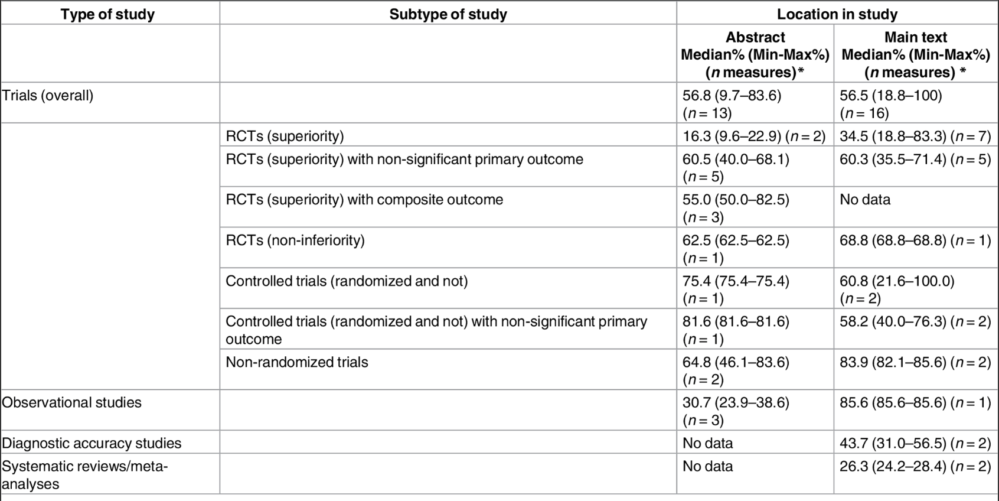 Type of study
Subtype of study
Location in study
Abstract
Median% (Min-Max%)
(n measures)*
Main text
Median% (Min-Max%)
(n measures) *
Trials (overall)
56.8 (9.7–83.6)
(n = 13)
56.5 (18.8–100)
(n = 16)
RCTs (superiority)
16.3 (9.6–22.9) (n = 2)
34.5 (18.8–83.3) (n = 7)
RCTs (superiority) with non-significant primary outcome
60.5 (40.0–68.1)
(n = 5)
60.3 (35.5–71.4) (n = 5)
RCTs (superiority) with composite outcome
55.0 (50.0–82.5)
(n = 3)
No data
RCTs (non-inferiority)
62.5 (62.5–62.5)
(n = 1)
68.8 (68.8–68.8) (n = 1)
Controlled trials (randomized and not)
75.4 (75.4–75.4)
(n = 1)
60.8 (21.6–100.0)
(n = 2)
Controlled trials (randomized and not) with non-significant primary
outcome
81.6 (81.6–81.6)
(n = 1)
58.2 (40.0–76.3) (n = 2)
Non-randomized trials
64.8 (46.1–83.6)
(n = 2)
83.9 (82.1–85.6) (n = 2)
Observational studies
30.7 (23.9–38.6)
(n = 3)
85.6 (85.6–85.6) (n = 1)
Diagnostic accuracy studies
No data
43.7 (31.0–56.5) (n = 2)
Systematic reviews/meta-
analyses
No data
26.3 (24.2–28.4) (n = 2)